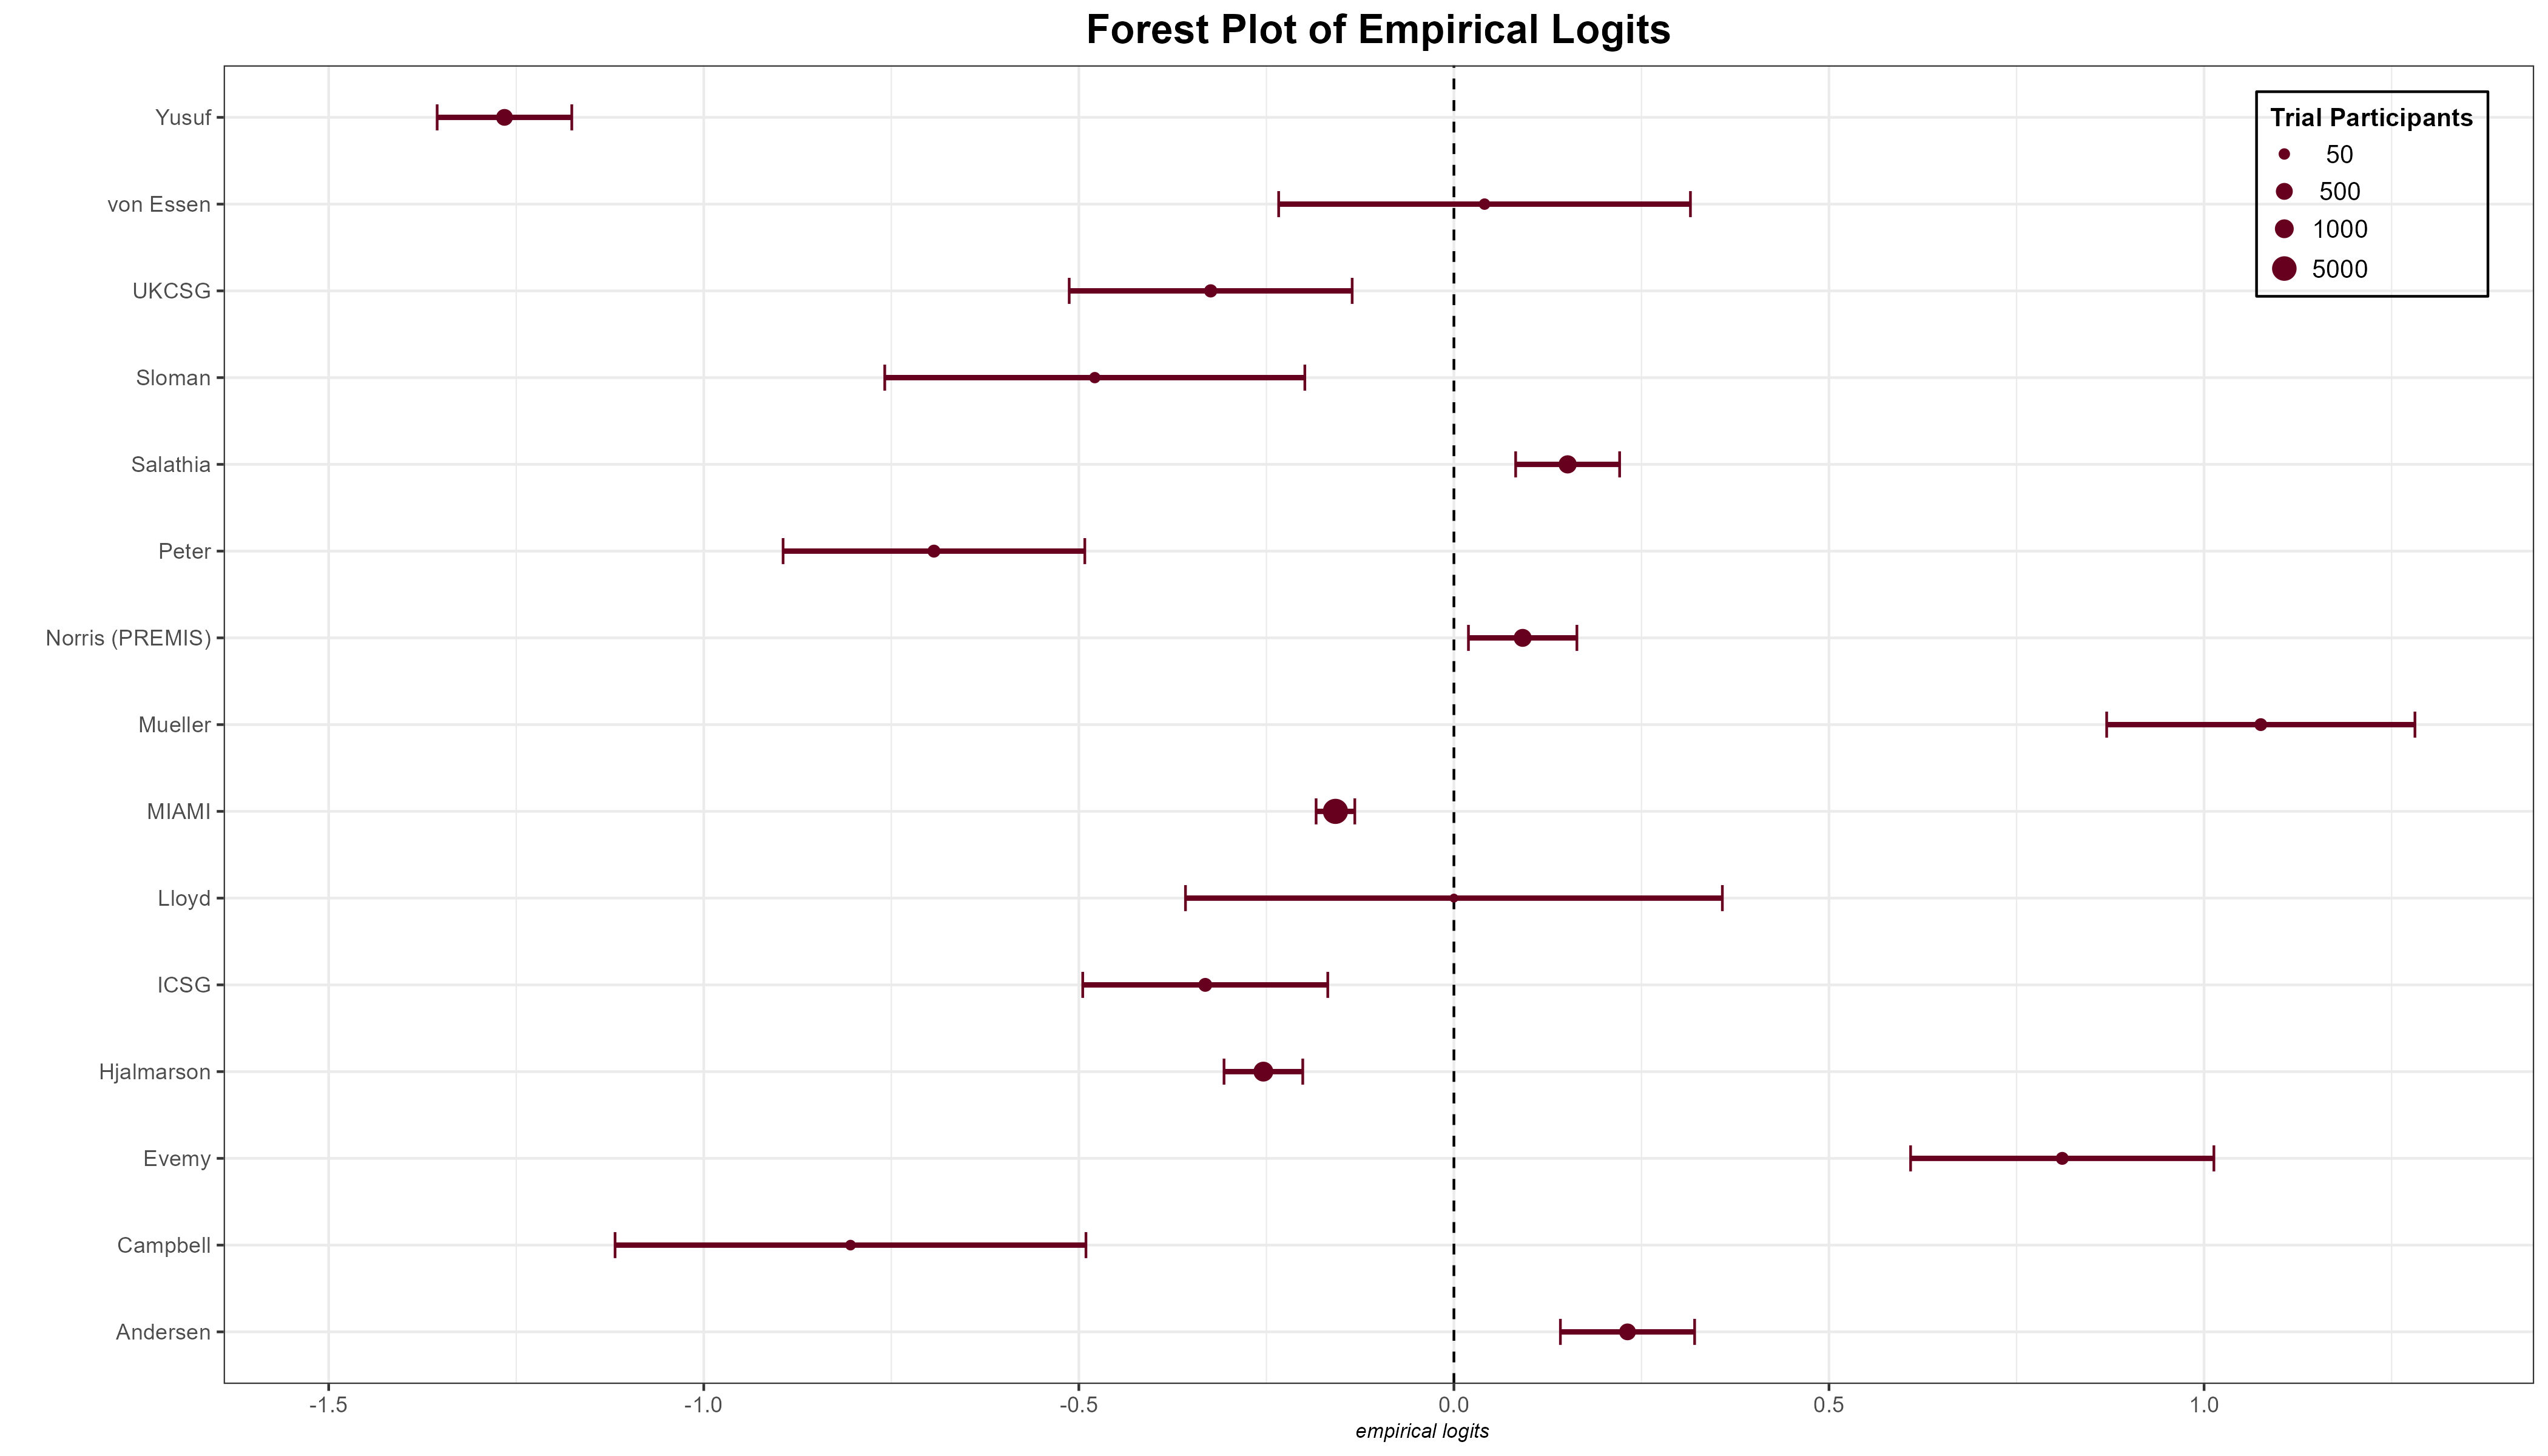 Forest Plot of Empirical Logits
Trial Participants
50
500
1000
5000
Yusuf
von Essen
UKCSG
Sloman
Salathia
Peter
Norris (PREMIS)
Mueller
MIAMI
Lloyd
ICSG
Hjalmarson
Evemy
Campbell
Andersen
-1.5 -1.0 -0.5 0.0 0.5 1.0
empirical logits